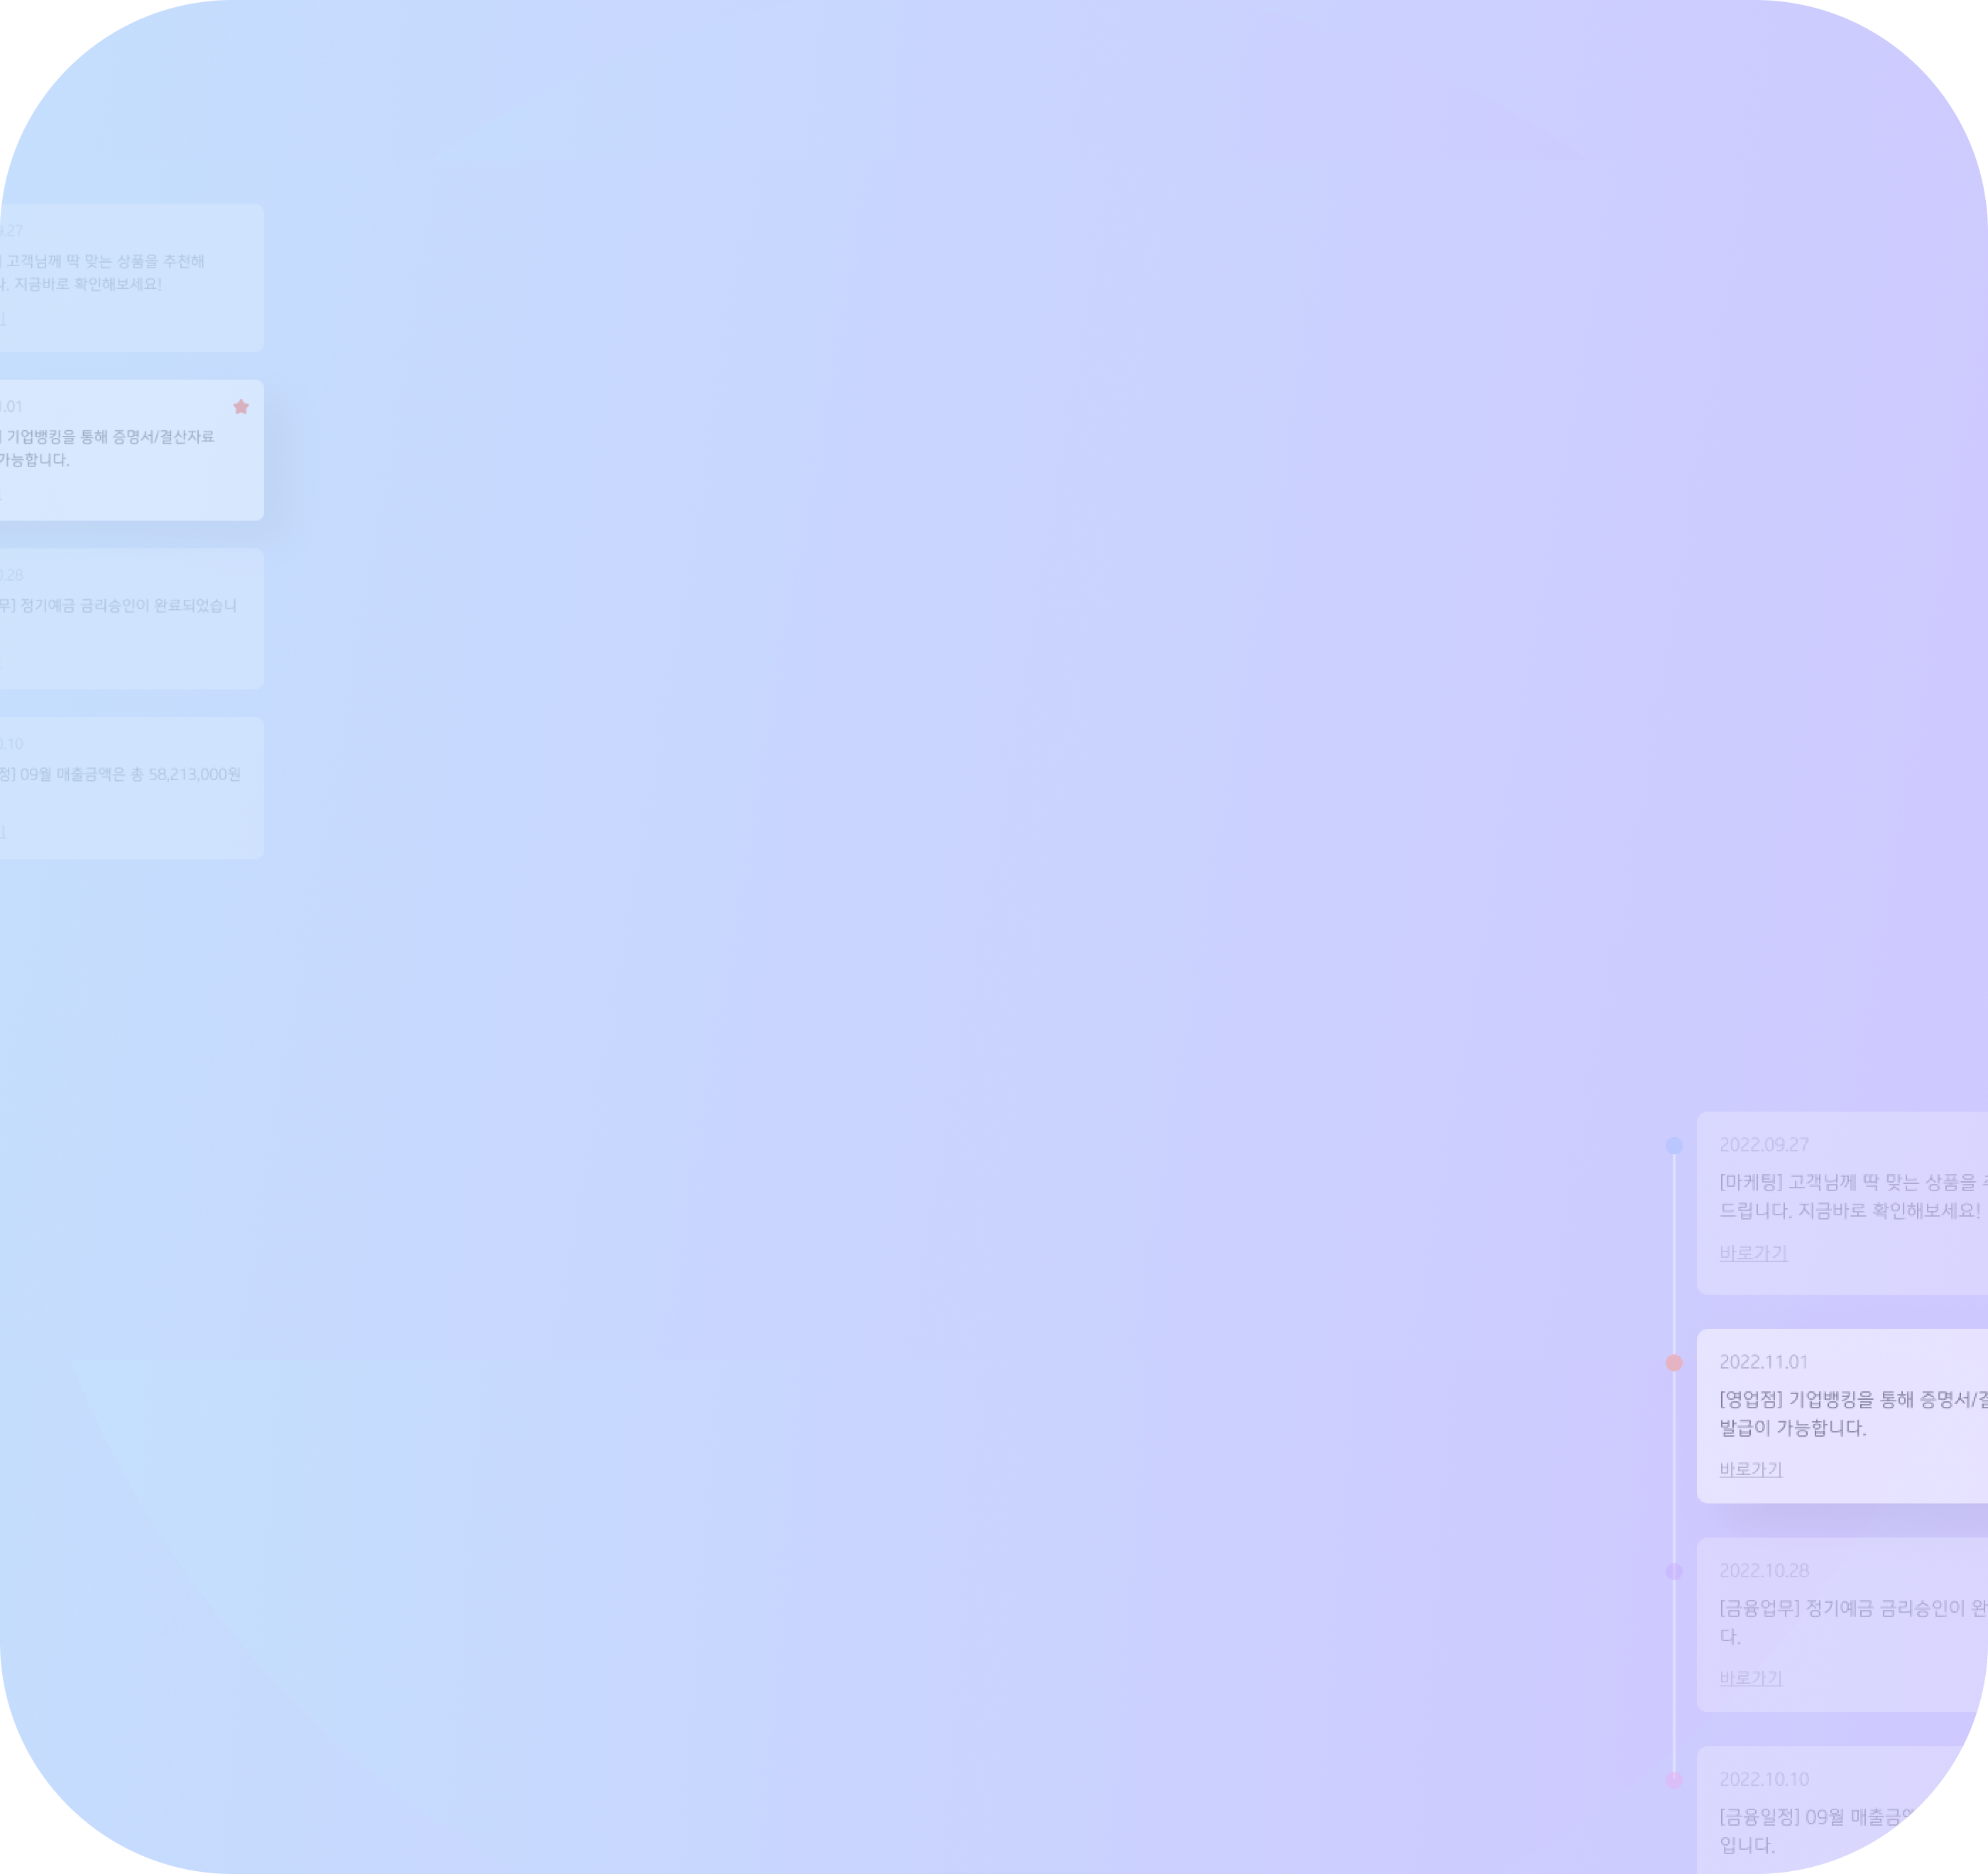 9.27
] 고객님께 딱 맞는 상품을 추천해
다. 지금바로 확인해보세요!
1.01
] 기업뱅킹을 통해 증명서/결산자료
가능합니다.
0.28
무] 정기예금 금리승인이 완료되었습니
0.10
정] 09월 매출금액은 총 58,213,000원
2022.09.27
[마케팅] 고객님께 딱 맞는 상품을
드립니다. 지금바로 확인해보세요!
바로가기
2022.11.01
[영업점] 기업뱅킹을 통해 증명서/결
발급이 가능합니다.
바로가기
2022.10.28
[금융업무] 정기예금 금리승인이 완
다.
바로가기
2022.10.10
[금융일정] 09월 매출금액
입니다.